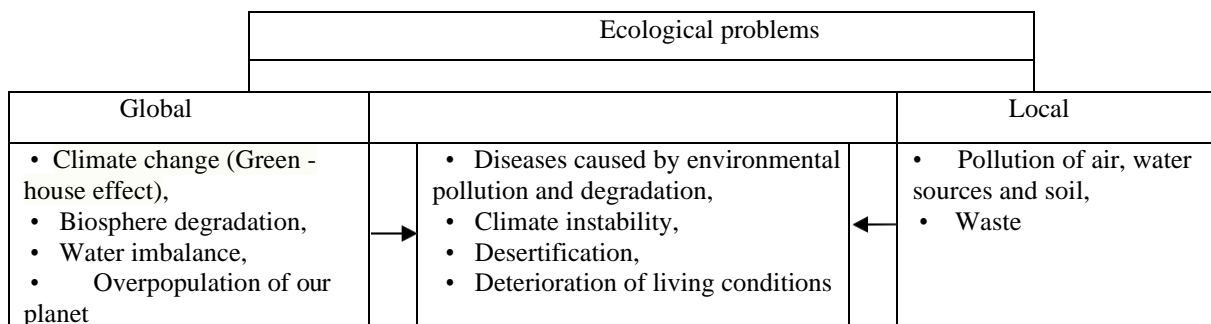 Ecological problems
Global
Local
• Climate change (Green -
house effect),
• Biosphere degradation,
• Water imbalance,
• Overpopulation of our
planet
• Diseases caused by environmental
pollution and degradation,
• Climate instability,
• Desertification,
• Deterioration of living conditions
• Pollution of air, water
sources and soil,
• Waste